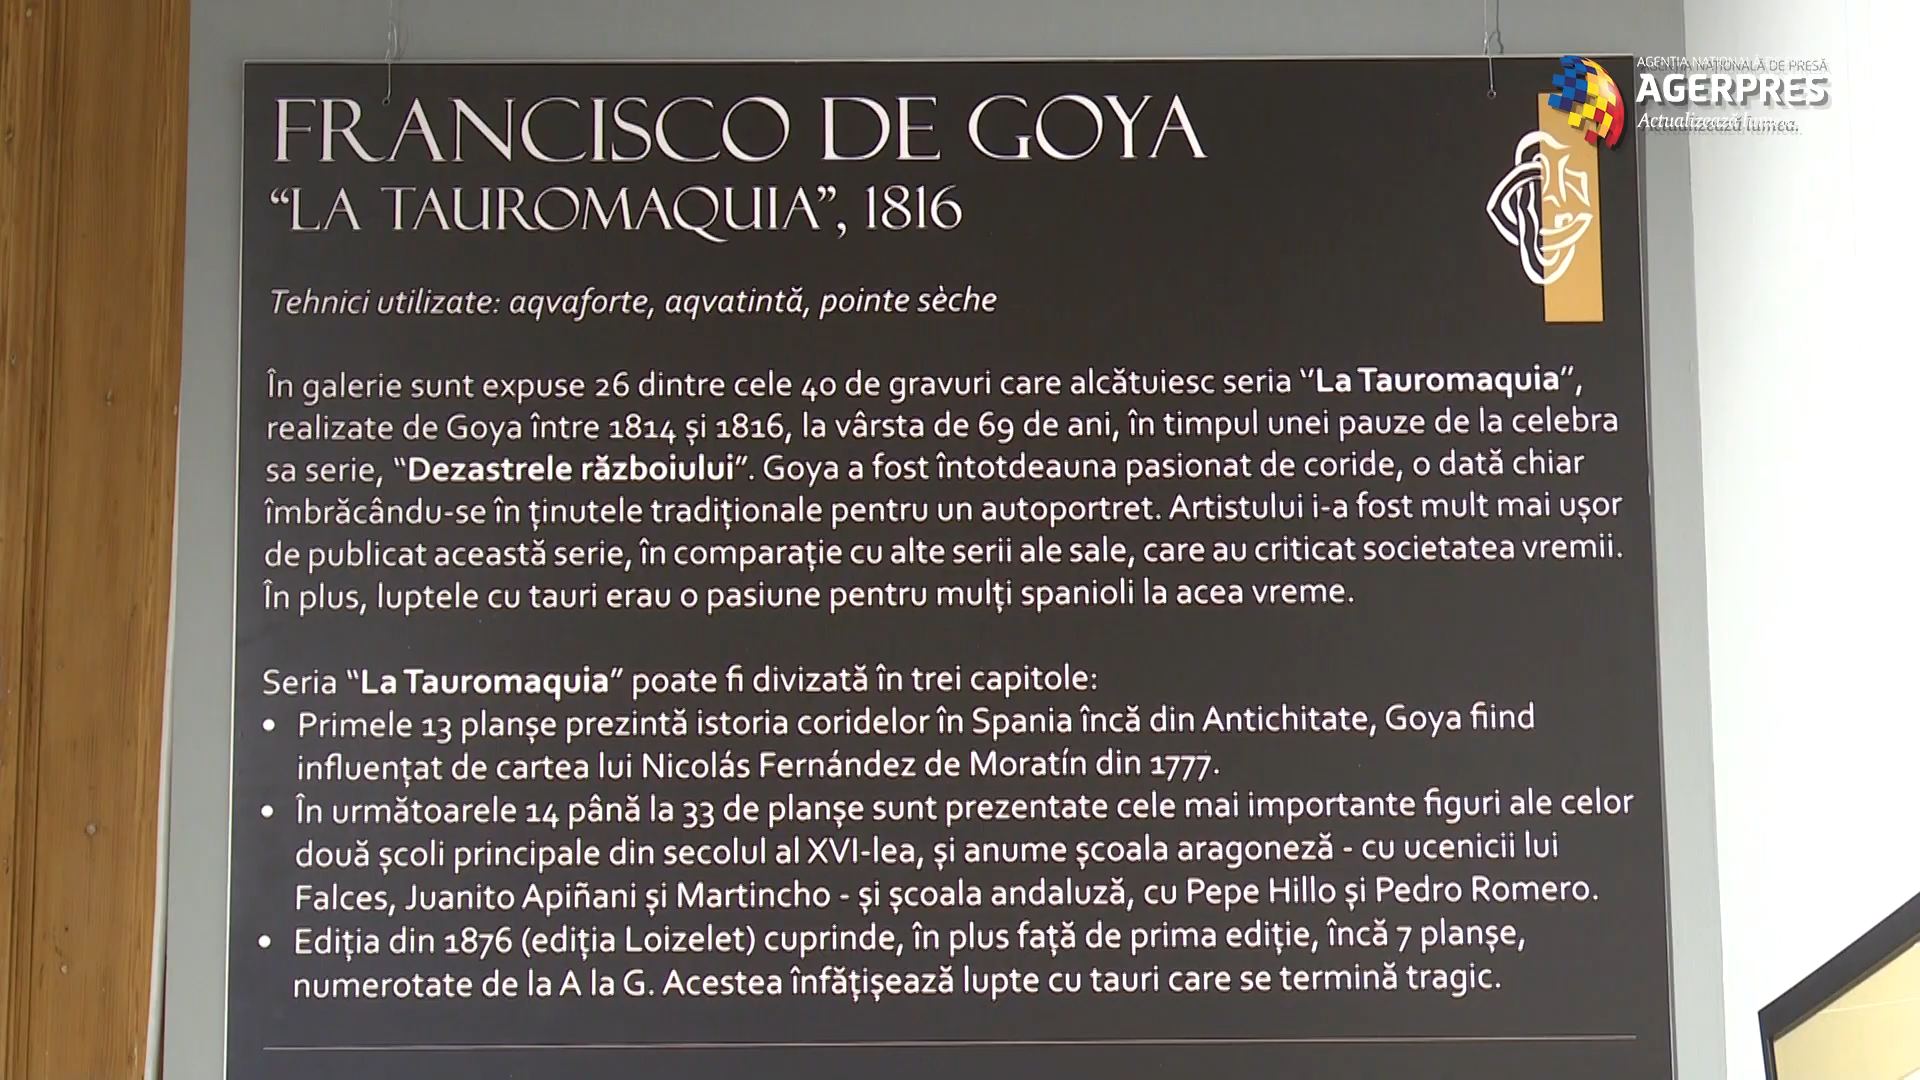 AGENȚIA NAȚIONALĂ DE PRESĂ
AGERPRES
Actualizează lumea.
FRANCISCO DE GOYA
“LA TAUROMAQUIA”, 1816
Tehnici utilizate: aqvaforte, aqvatintă, pointe sèche
În galerie sunt expuse 26 dintre cele 40 de gravuri care alcătuiesc seria “La Tauromaquia”,
realizate de Goya între 1814 și 1816, la vârsta de 69 de ani, în timpul unei pauze de la celebra
sa serie, “Dezastrele războiului”. Goya a fost întotdeauna pasionat de coride, o dată chiar
îmbrăcându-se în ținutele tradiționale pentru un autoportret. Artistului i-a fost mult mai ușor
de publicat această serie, în comparație cu alte serii ale sale, care au criticat societatea vremii.
În plus, luptele cu tauri erau o pasiune pentru mulți spanioli la acea vreme.
Seria “La Tauromaquia” poate fi divizată în trei capitole:
• Primele 13 planșe prezintă istoria coridelor în Spania încă din Antichitate, Goya fiind
influențat de cartea lui Nicolás Fernández de Moratín din 1777.
• În următoarele 14 până la 33 de planșe sunt prezentate cele mai importante figuri ale celor
două școli principale din secolul al XVI-lea, și anume școala aragoneză - cu ucenicii lui
Falces, Juanito Apiñani și Martincho - și școala andaluză, cu Pepe Hillo și Pedro Romero.
• Ediția din 1876 (ediția Loizelet) cuprinde, în plus față de prima ediție, încă 7 planșe,
numerotate de la A la G. Acestea înfățișează lupte cu tauri care se termină tragic.